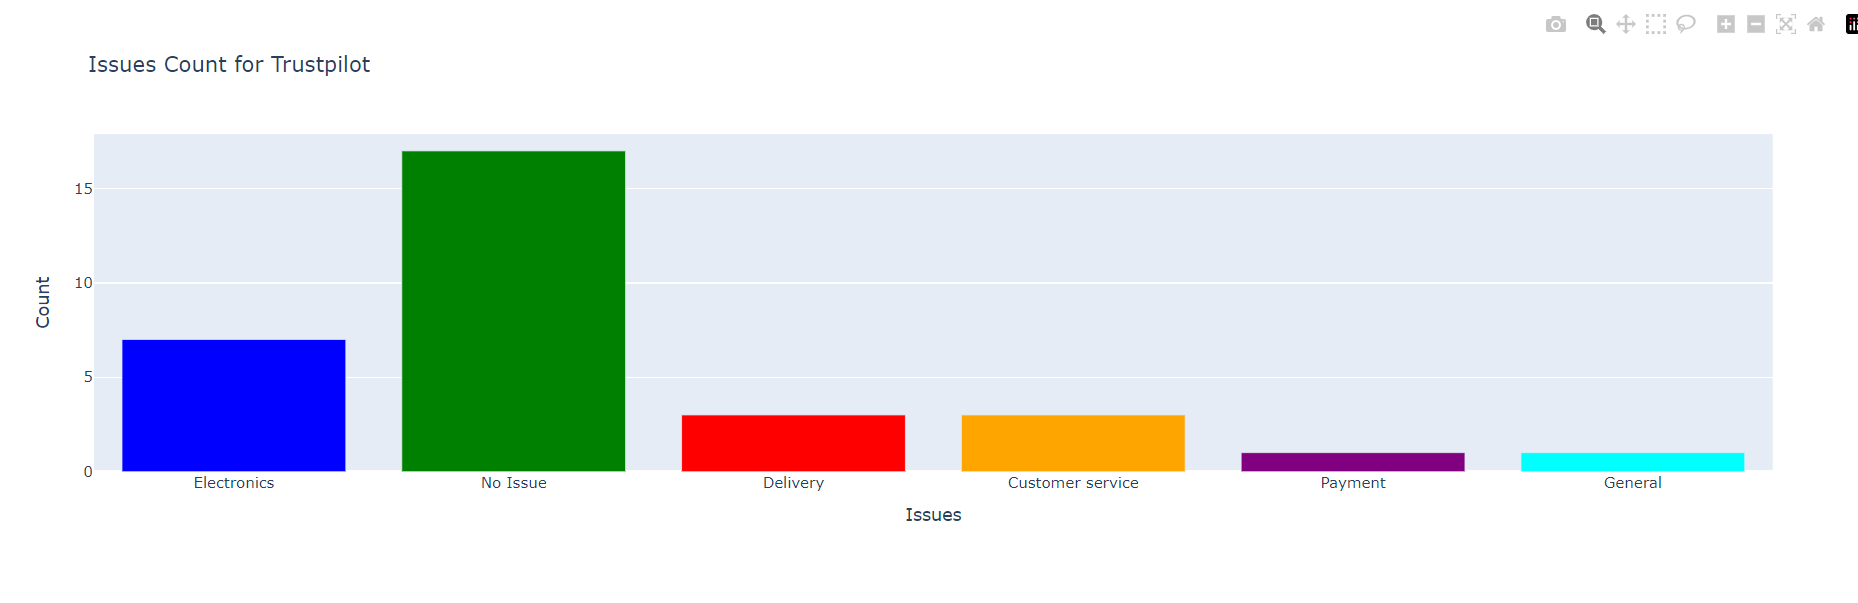 Issues Count for Trustpilot
Count
15
10
5
0
Electronics
No Issue
Delivery
Customer service
Payment
General
Issues